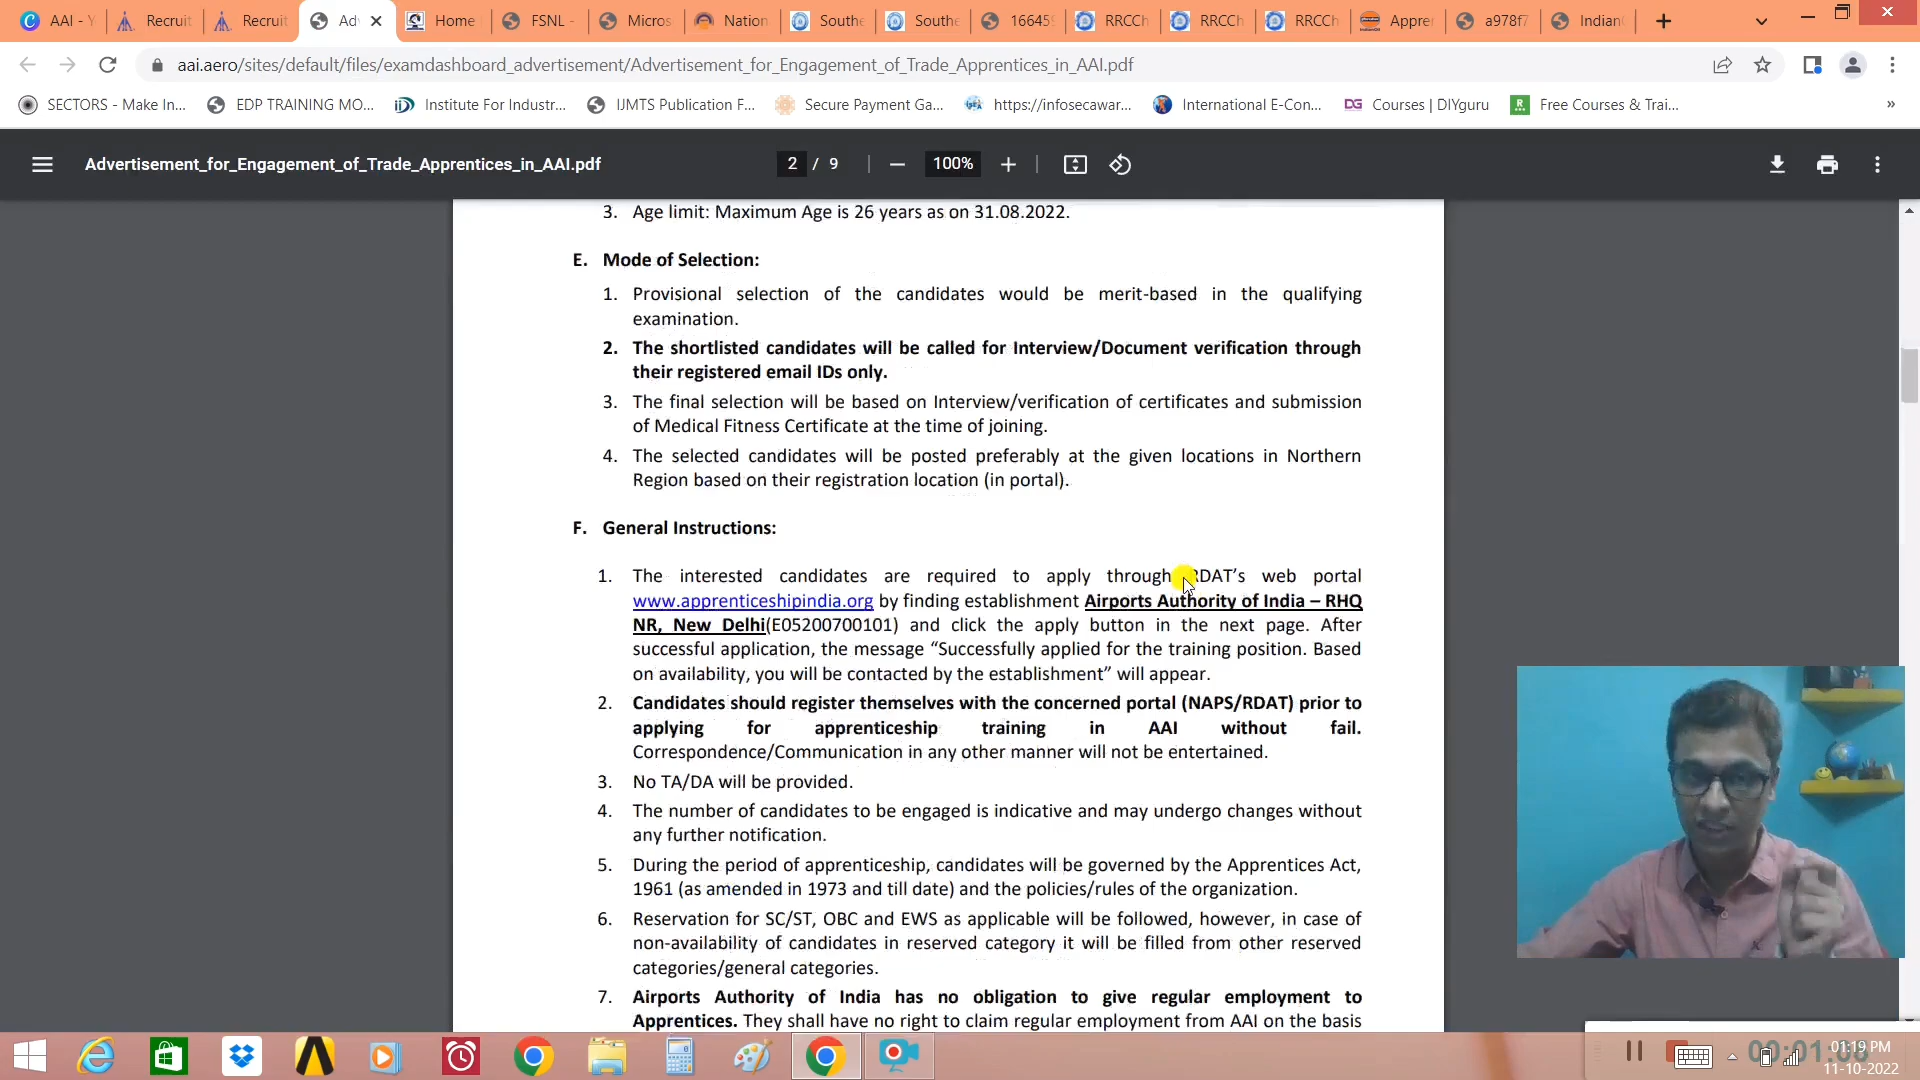 AAI - Y
Recruit
Recruit
Adv
Home
FSNL -
Micros
Nation
Southe
Southe
16645
RRCCh
RRCCh
RRCCh
Appre
a978f7
Indian
aai.aero/sites/default/files/examdashboard_advertisement/Advertisement_for_Engagement_of_Trade_Apprentices_in_AAI.pdf
SECTORS - Make In...
EDP TRAINING MO...
Institute For Industr...
IJMTS Publication F...
Secure Payment Ga...
https://infosecawar...
International E-Con...
DG Courses | DIYguru
Free Courses & Trai...
»
Advertisement_for_Engagement_of_Trade_Apprentices_in_AAI.pdf
2 / 9
100%
3. Age limit: Maximum Age is 26 years as on 31.08.2022.
E. Mode of Selection:
1. Provisional selection of the candidates would be merit-based in the qualifying
examination.
2. The shortlisted candidates will be called for Interview/Document verification through
their registered email IDs only.
3. The final selection will be based on Interview/verification of certificates and submission
of Medical Fitness Certificate at the time of joining.
4. The selected candidates will be posted preferably at the given locations in Northern
Region based on their registration location (in portal).
F. General Instructions:
1. The interested candidates are required to apply through RDAT’s web portal
www.apprenticeshipindia.org by finding establishment Airports Authority of India – RHQ
NR, New Delhi(E05200700101) and click the apply button in the next page. After
successful application, the message “Successfully applied for the training position. Based
on availability, you will be contacted by the establishment” will appear.
2. Candidates should register themselves with the concerned portal (NAPS/RDAT) prior to
applying for apprenticeship training in AAI without fail.
Correspondence/Communication in any other manner will not be entertained.
3. No TA/DA will be provided.
4. The number of candidates to be engaged is indicative and may undergo changes without
any further notification.
5. During the period of apprenticeship, candidates will be governed by the Apprentices Act,
1961 (as amended in 1973 and till date) and the policies/rules of the organization.
6. Reservation for SC/ST, OBC and EWS as applicable will be followed, however, in case of
non-availability of candidates in reserved category it will be filled from other reserved
categories/general categories.
7. Airports Authority of India has no obligation to give regular employment to
Apprentices. They shall have no right to claim regular employment from AAI on the basis
01:19 PM
11-10-2022